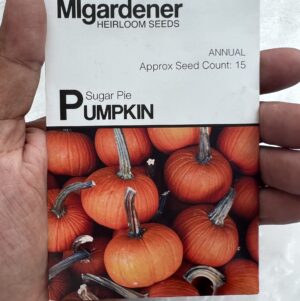 MIgardener
HEIRLOOM SEEDS
ANNUAL
Approx Seed Count: 15
Sugar Pie
PUMPKIN